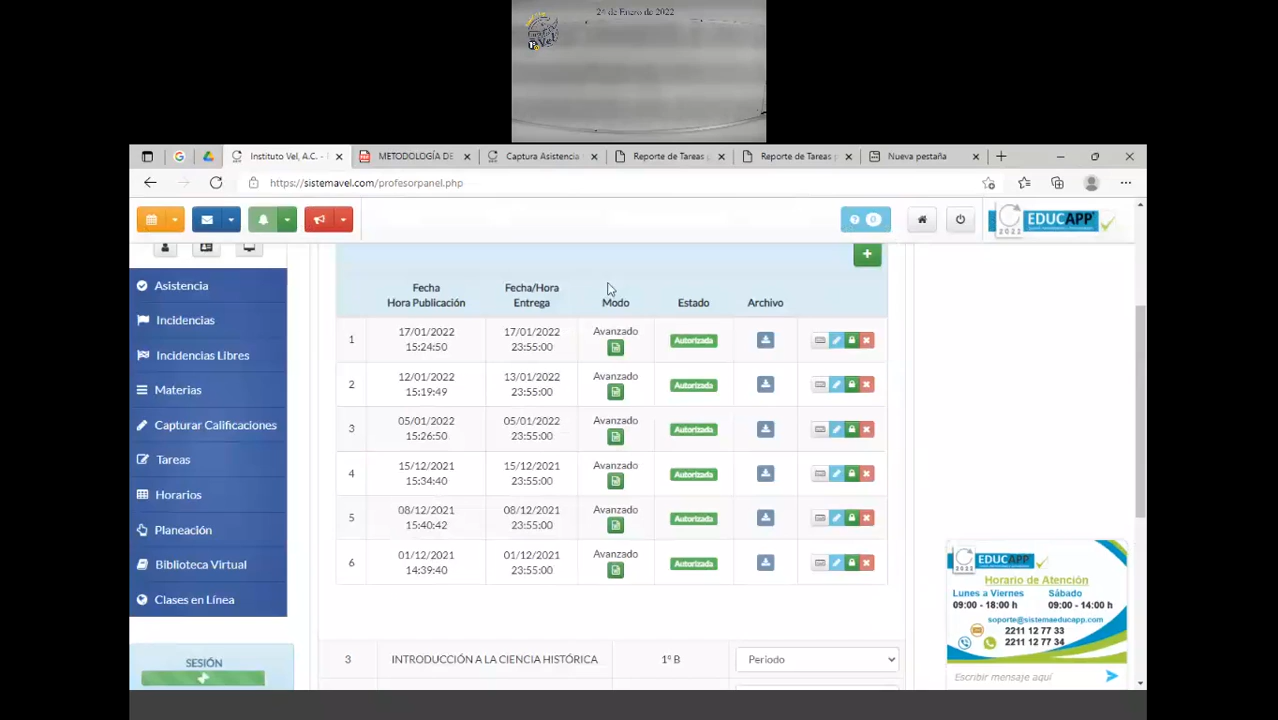 24 de Enero de 2022
Vel
Instituto Vel, A.C. -
METODOLOGÍA DE
Captura Asistencia
Reporte de Tareas
Reporte de Tareas
Nueva pestaña
https://sistemavel.com/profesorpanel.php
0
2022 EDUCAPP
Asistencia
Incidencias
Incidencias Libres
Materias
Capturar Calificaciones
Tareas
Horarios
Planeación
Biblioteca Virtual
Clases en Línea
SESIÓN
Fecha Fecha/Hora
Hora Publicación Entrega Modo Estado Archivo
1 17/01/2022 15:24:50 17/01/2022 23:55:00 Avanzado Autorizada
2 12/01/2022 15:19:49 13/01/2022 23:55:00 Avanzado Autorizada
3 05/01/2022 15:26:50 05/01/2022 23:55:00 Avanzado Autorizada
4 15/12/2021 15:34:40 15/12/2021 23:55:00 Avanzado Autorizada
5 08/12/2021 15:40:42 08/12/2021 23:55:00 Avanzado Autorizada
6 01/12/2021 14:39:40 01/12/2021 23:55:00 Avanzado Autorizada
3 INTRODUCCIÓN A LA CIENCIA HISTÓRICA 1° B Periodo
EDUCAPP
Horario de Atención
Lunes a Viernes Sábado
09:00 - 18:00 h 09:00 - 14:00 h
soporte@sistemaeducapp.com
2211 12 77 33
2211 12 77 34
Escribir mensaje aquí